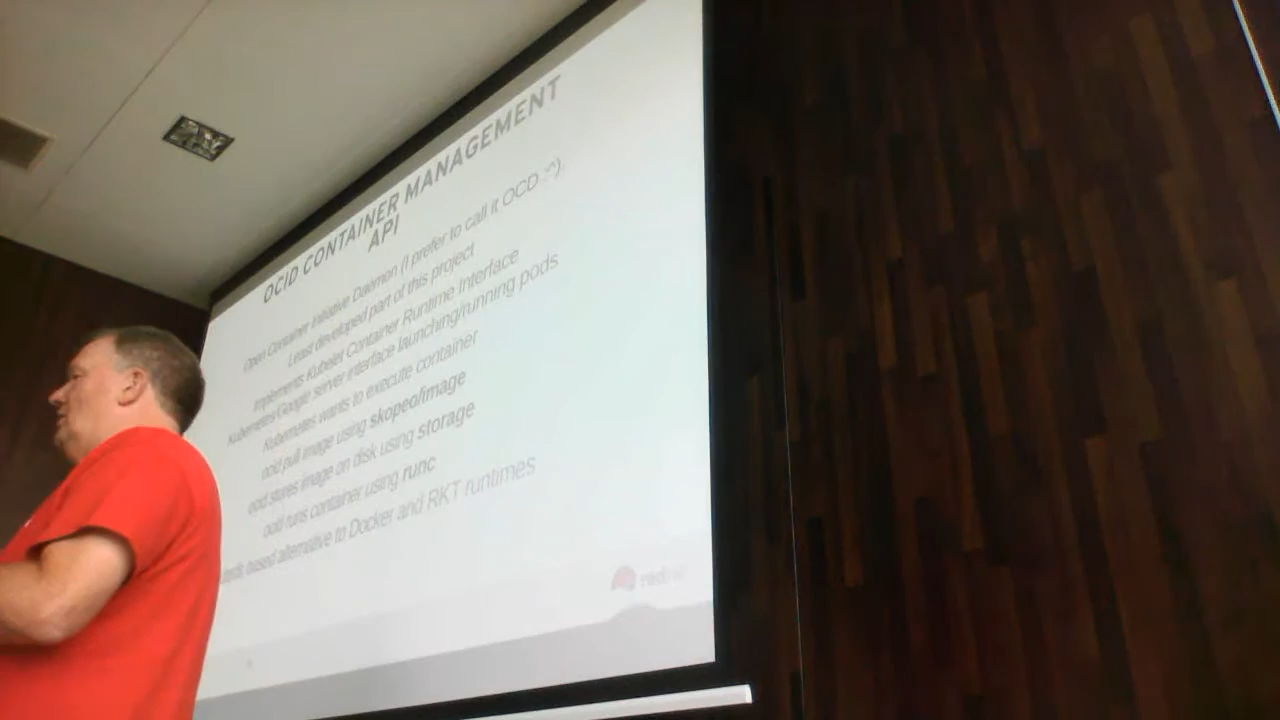 OCID CONTAINER MANAGEMENT
API
Open Container Initiative Daemon (I prefer to call it OCD :^).
Least developed part of this project
Implements Kubelet Container Runtime Interface
Kubernetes/Google server interface launching/running pods
Kubernetes wants to execute container
ocid pull image using skopeo/image
ocid stores image on disk using storage
ocid runs container using runc
based alternative to Docker and RKT runtimes
redhat